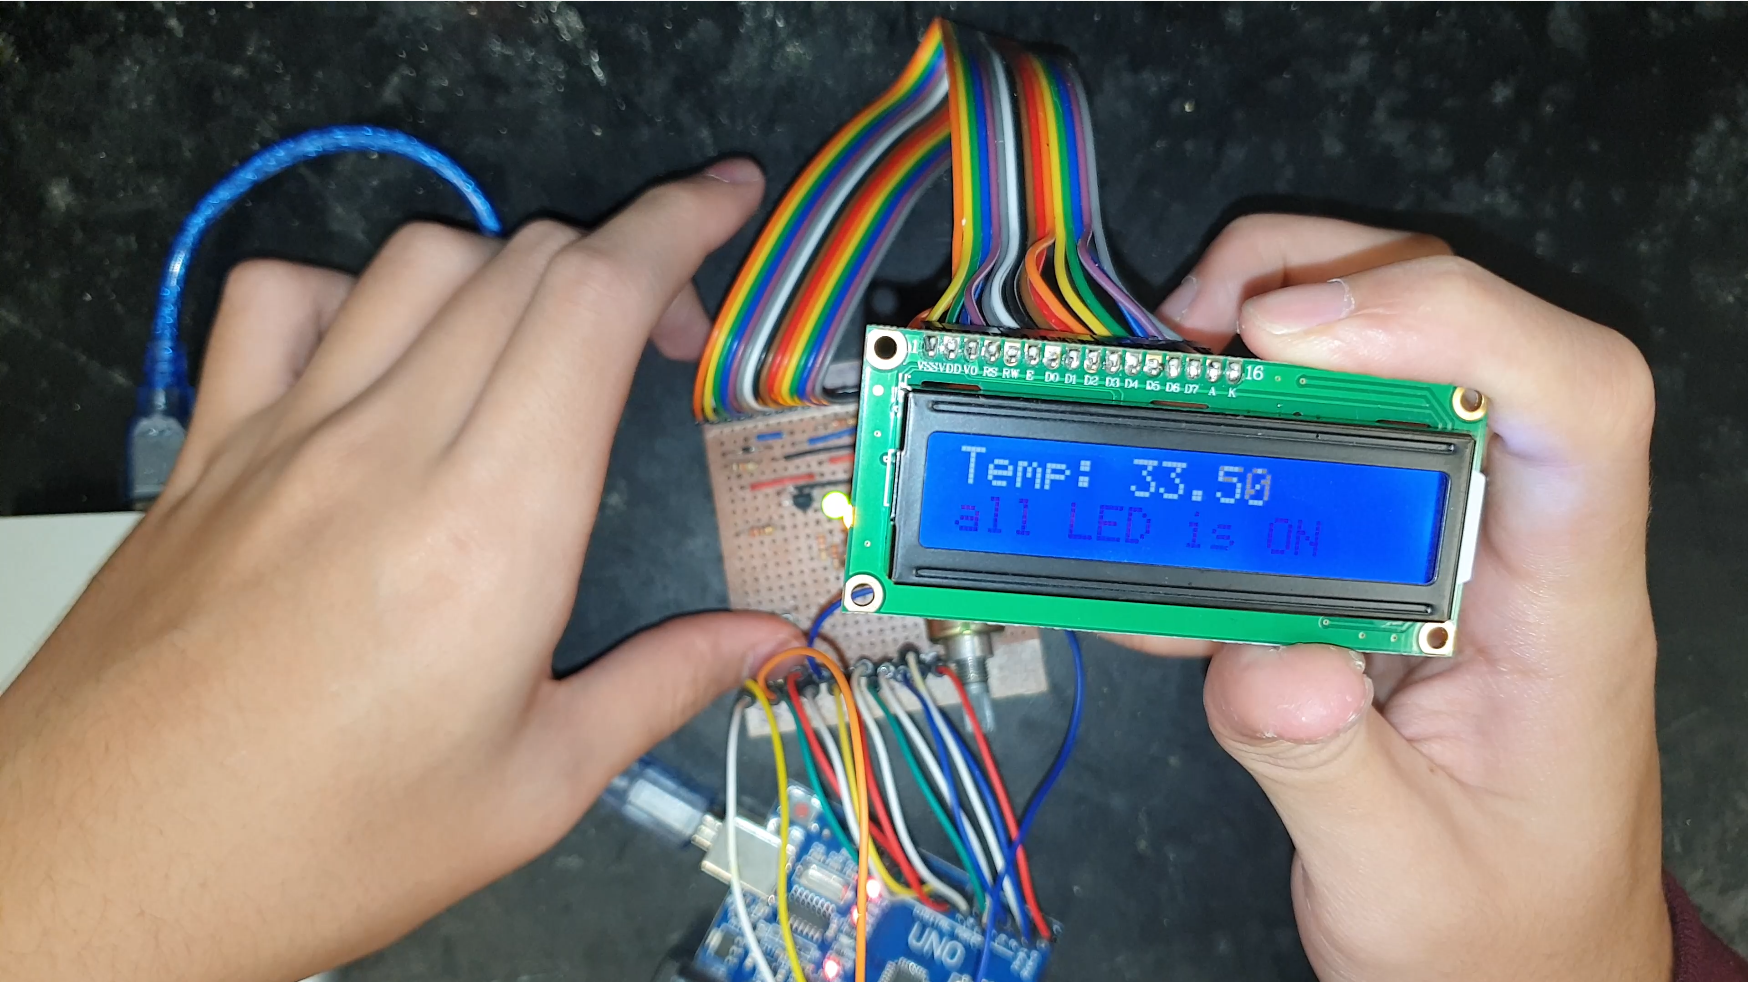 1 16
VSS VDD VO RS RW E D0 D1 D2 D3 D4 D5 D6 D7 A K
Temp: 33.50
all LED is ON
UNO